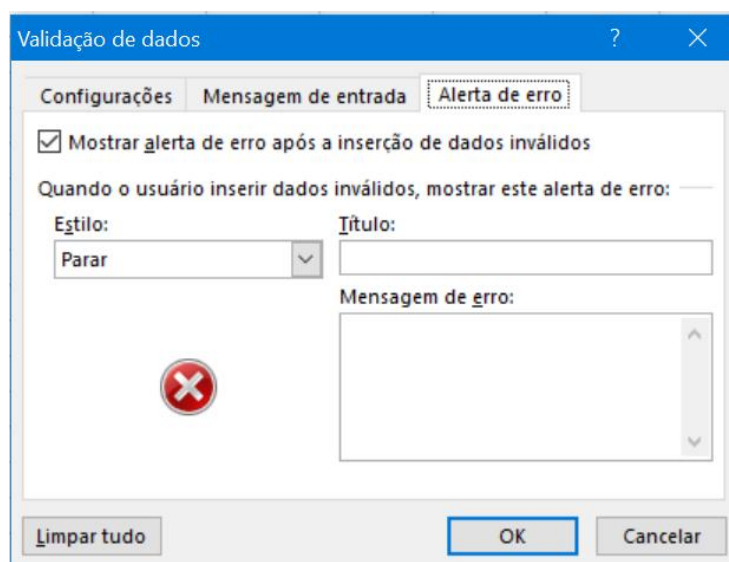 Validação de dados
?
Configurações
Mensagem de entrada
Alerta de erro
Mostrar alerta de erro após a inserção de dados inválidos
Quando o usuário inserir dados inválidos, mostrar este alerta de erro:
Estilo:
Parar
Título:
Mensagem de erro:
Limpar tudo
OK
Cancelar